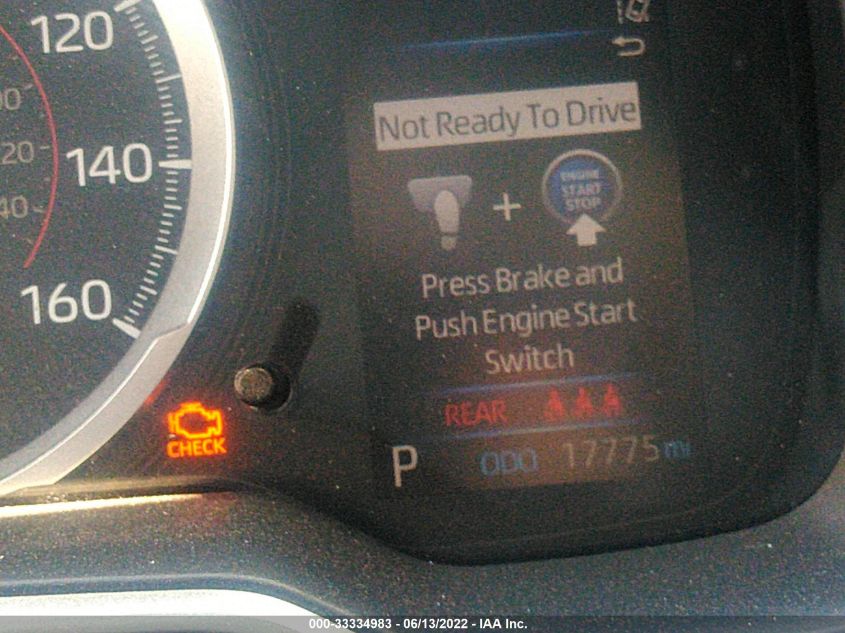 120
140
160
00
20
40
Not Ready To Drive
ENGINE
START
STOP
+
Press Brake and
Push Engine Start
Switch
REAR
CHECK
P ODO 17775 mi
000-33334983 / 06/13/2022 - IAA Inc.